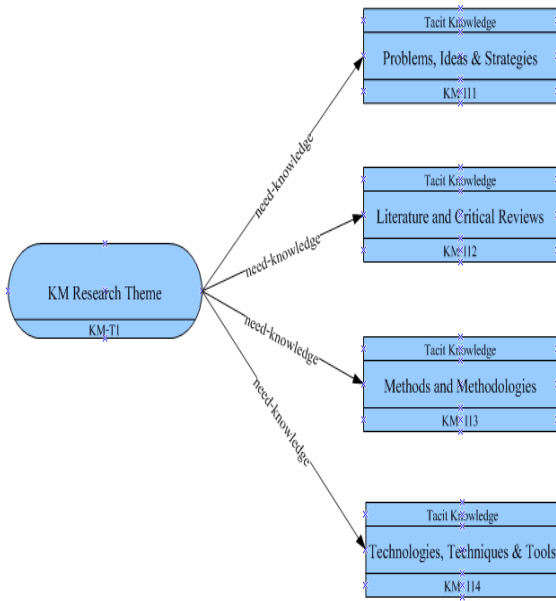 Tacit Knowledge
Problems, Ideas & Strategies
KM-I11
need-knowledge
Tacit Knowledge
Literature and Critical Reviews
KM-I12
need-knowledge
KM Research Theme
KM-T1
need-knowledge
Tacit Knowledge
Methods and Methodologies
KM-I13
need-knowledge
Tacit Knowledge
Technologies, Techniques & Tools
KM-I14